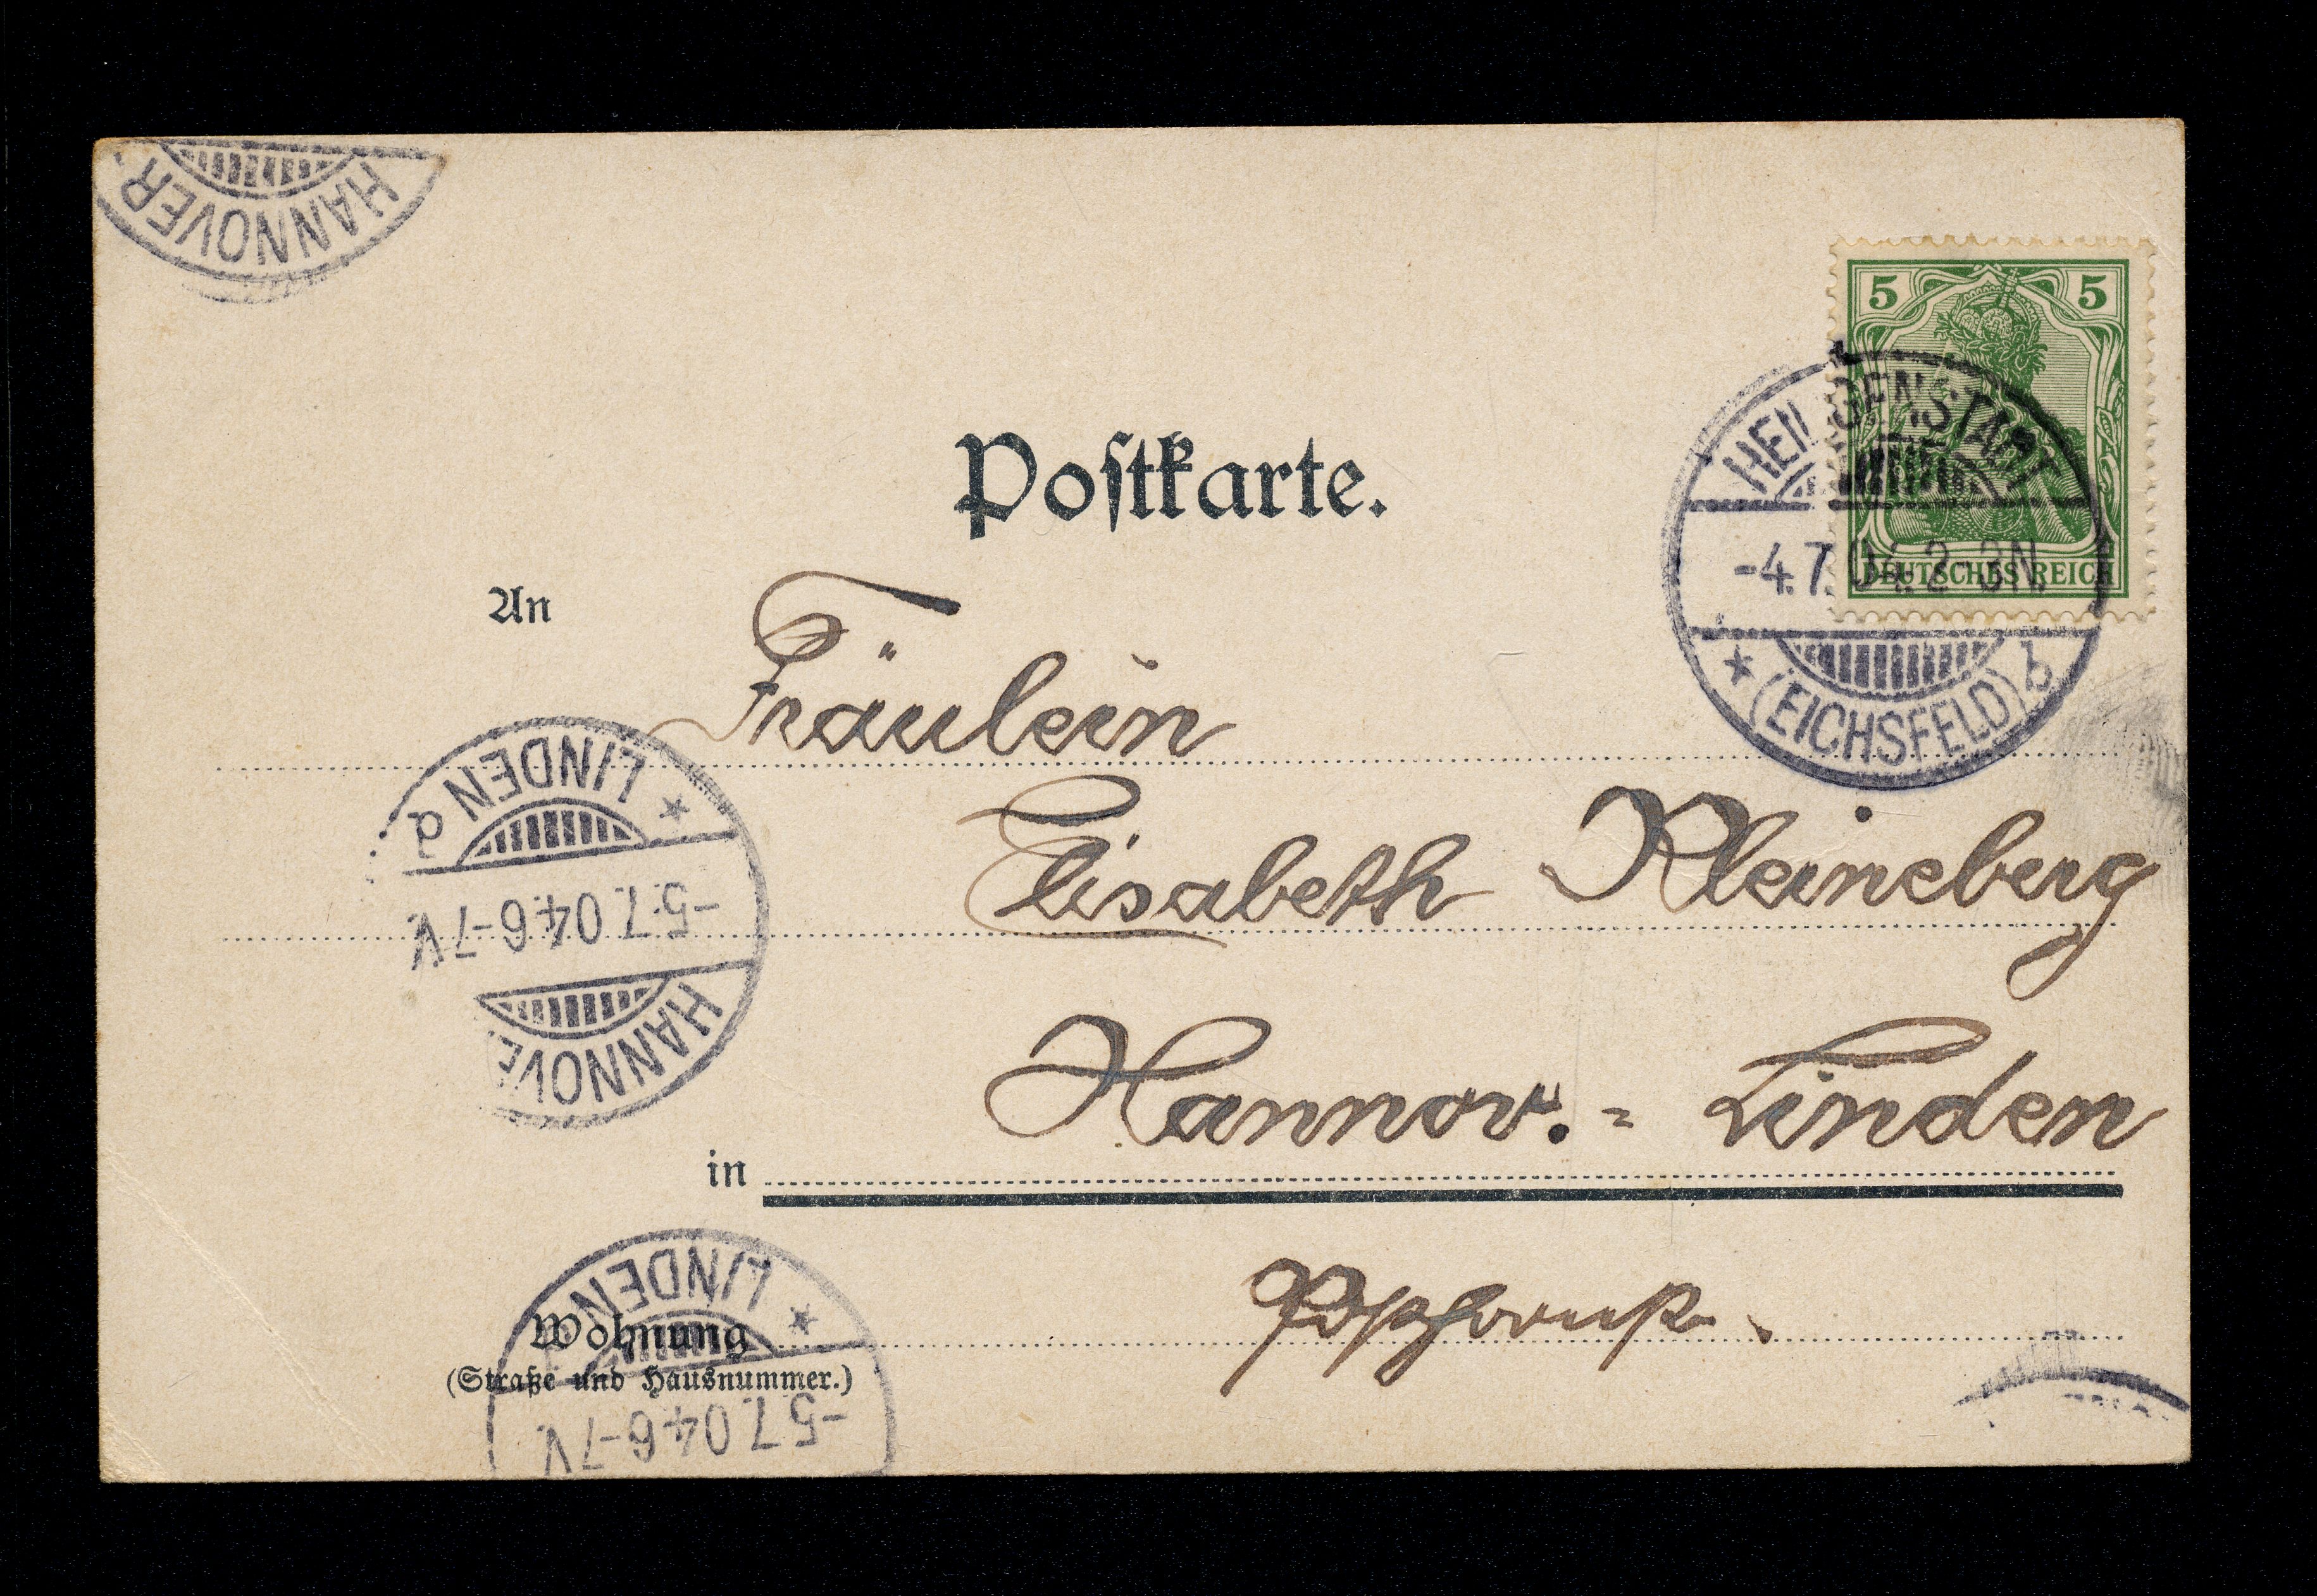 HANNOVER.
5 5
DEUTSCHES REICH
HEILIGENSTADT
-4.7.04.2-3N.
* (EICHSFELD) b
Postkarte.
An Fräulein
Elisabeth Kleineberg
LINDEN d *
-5.7.04.6-7V.
HANNOVE
in Hannov. = Linden
LINDEN *
-5.7.04.6-7V.
Wohnung
(Straße und Hausnummer.)